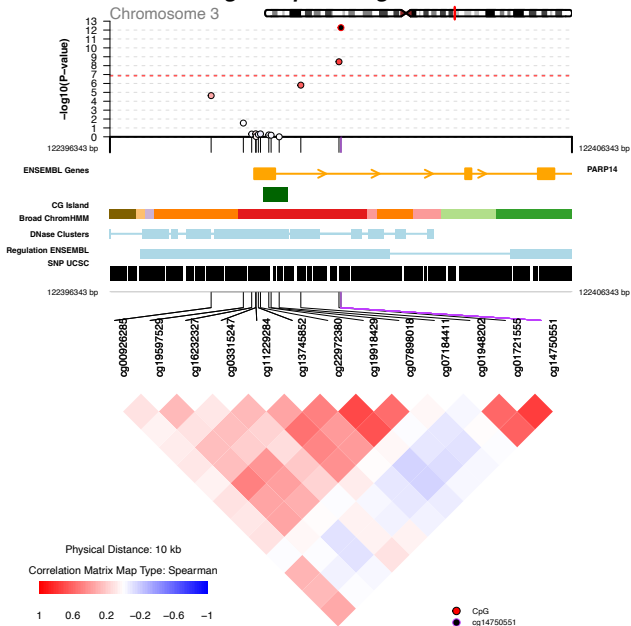 Chromosome 3
13
12
11
10
9
8
7
6
5
4
3
2
1
0
−log10(P−value)
122396343 bp
122406343 bp
ENSEMBL Genes
PARP14
CG Island
Broad ChromHMM
DNase Clusters
Regulation ENSEMBL
SNP UCSC
122396343 bp
122406343 bp
cg00926285
cg19597529
cg16232327
cg03315247
cg11229284
cg13745852
cg22972380
cg19918429
cg07898018
cg07184411
cg01948202
cg01721555
cg14750551
Physical Distance: 10 kb
Correlation Matrix Map Type: Spearman
1 0.6 0.2 −0.2 −0.6 −1
CpG
cg14750551